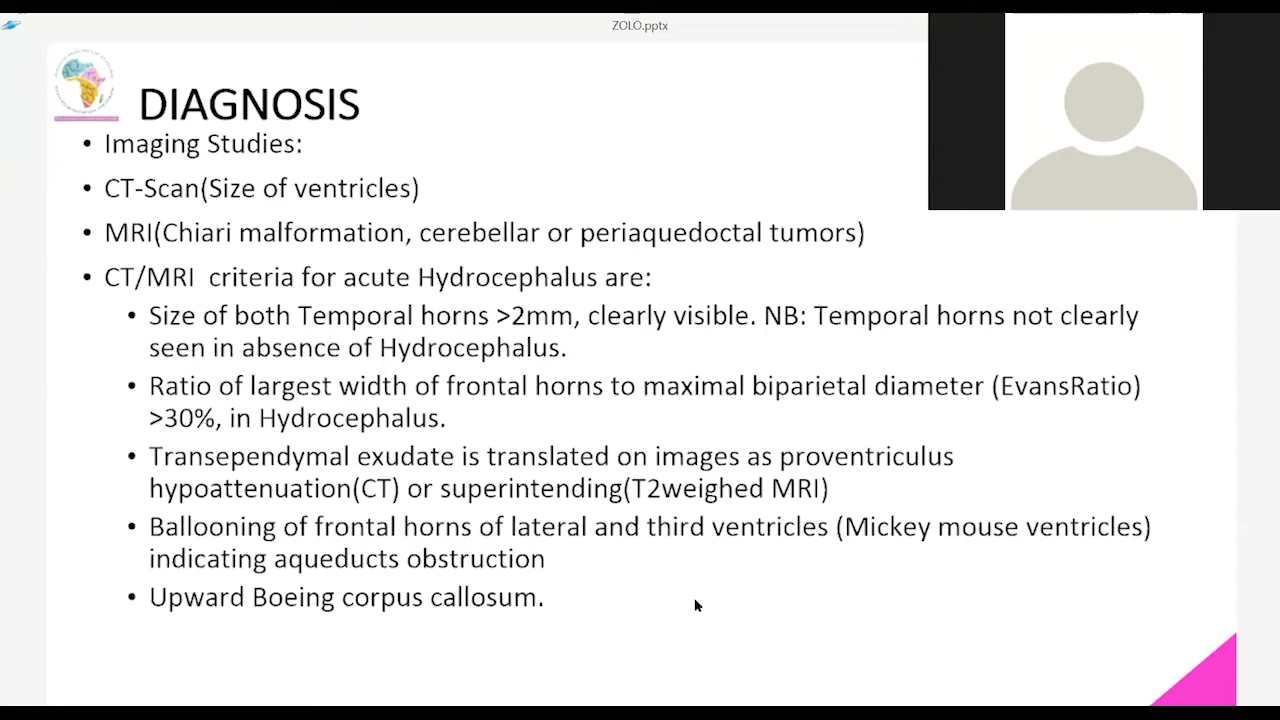 ZOLO.pptx
DIAGNOSIS
• Imaging Studies:
• CT-Scan(Size of ventricles)
• MRI(Chiari malformation, cerebellar or periaquedoctal tumors)
• CT/MRI  criteria for acute Hydrocephalus are:
• Size of both Temporal horns >2mm, clearly visible. NB: Temporal horns not clearly
seen in absence of Hydrocephalus.
• Ratio of largest width of frontal horns to maximal biparietal diameter (EvansRatio)
>30%, in Hydrocephalus.
• Transependymal exudate is translated on images as proventriculus
hypoattenuation(CT) or superintending(T2weighed MRI)
• Ballooning of frontal horns of lateral and third ventricles (Mickey mouse ventricles)
indicating aqueducts obstruction
• Upward Boeing corpus callosum.